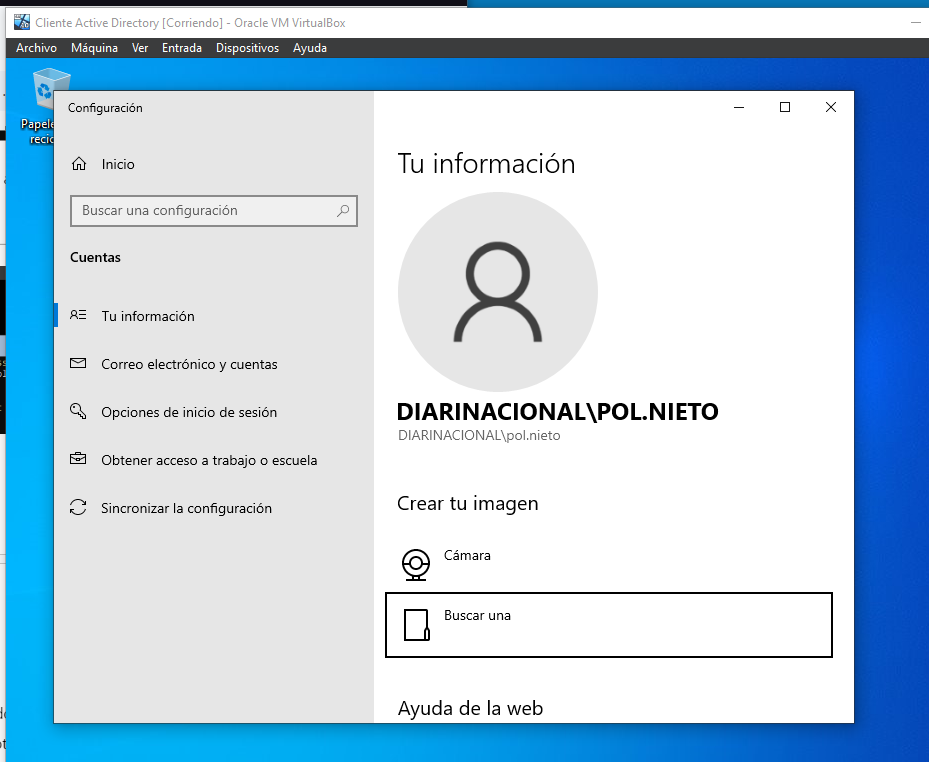 Cliente Active Directory [Corriendo] - Oracle VM VirtualBox
Archivo Máquina Ver Entrada Dispositivos Ayuda
Configuración
Inicio
Buscar una configuración
Cuentas
Tu información
Correo electrónico y cuentas
Opciones de inicio de sesión
Obtener acceso a trabajo o escuela
Sincronizar la configuración
Tu información
DIARINACIONAL\POL.NIETO
DIARINACIONAL\pol.nieto
Crear tu imagen
Cámara
Buscar una
Ayuda de la web